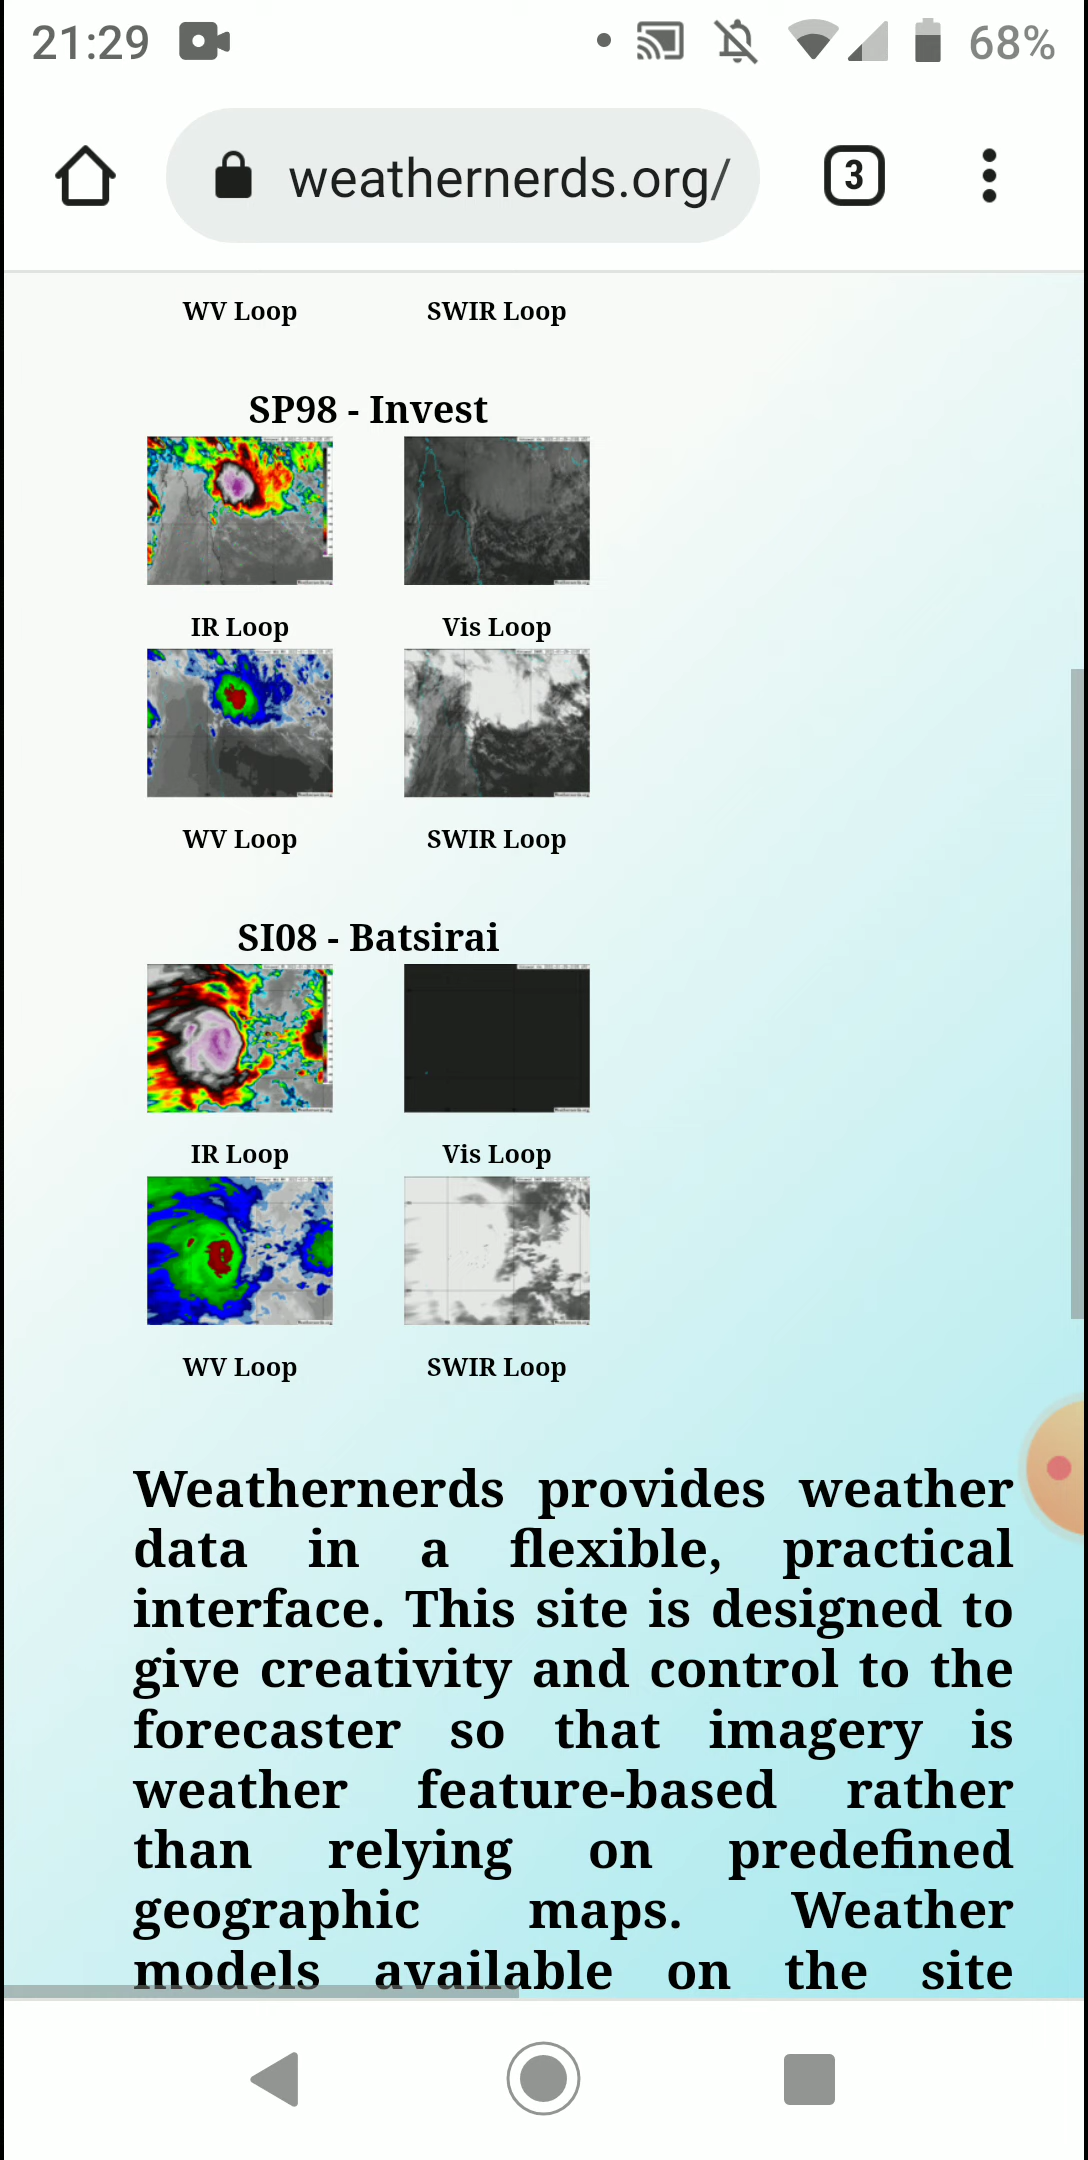 21:29
68%
weathernerds.org/
3
WV Loop SWIR Loop
SP98 - Invest
IR Loop Vis Loop
WV Loop SWIR Loop
SI08 - Batsirai
IR Loop Vis Loop
WV Loop SWIR Loop
Weathernerds provides weather
data in a flexible, practical
interface. This site is designed to
give creativity and control to the
forecaster so that imagery is
weather feature-based rather
than relying on predefined
geographic maps. Weather
models available on the site